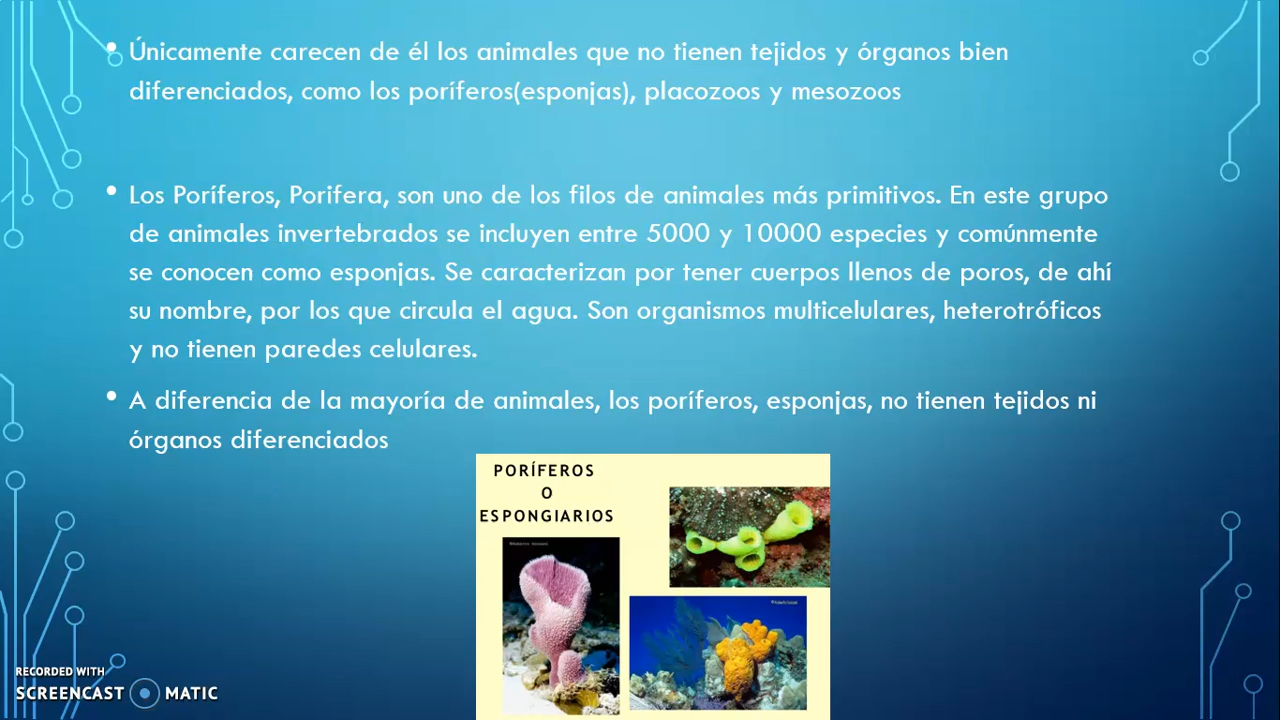 • Únicamente carecen de él los animales que no tienen tejidos y órganos bien
diferenciados, como los poríferos(esponjas), placozoos y mesozoos
• Los Poríferos, Porifera, son uno de los filos de animales más primitivos. En este grupo
de animales invertebrados se incluyen entre 5000 y 10000 especies y comúnmente
se conocen como esponjas. Se caracterizan por tener cuerpos llenos de poros, de ahí
su nombre, por los que circula el agua. Son organismos multicelulares, heterotróficos
y no tienen paredes celulares.
• A diferencia de la mayoría de animales, los poríferos, esponjas, no tienen tejidos ni
órganos diferenciados
PORÍFEROS
O
ESPONGIARIOS
RECORDED WITH
SCREENCAST MATIC